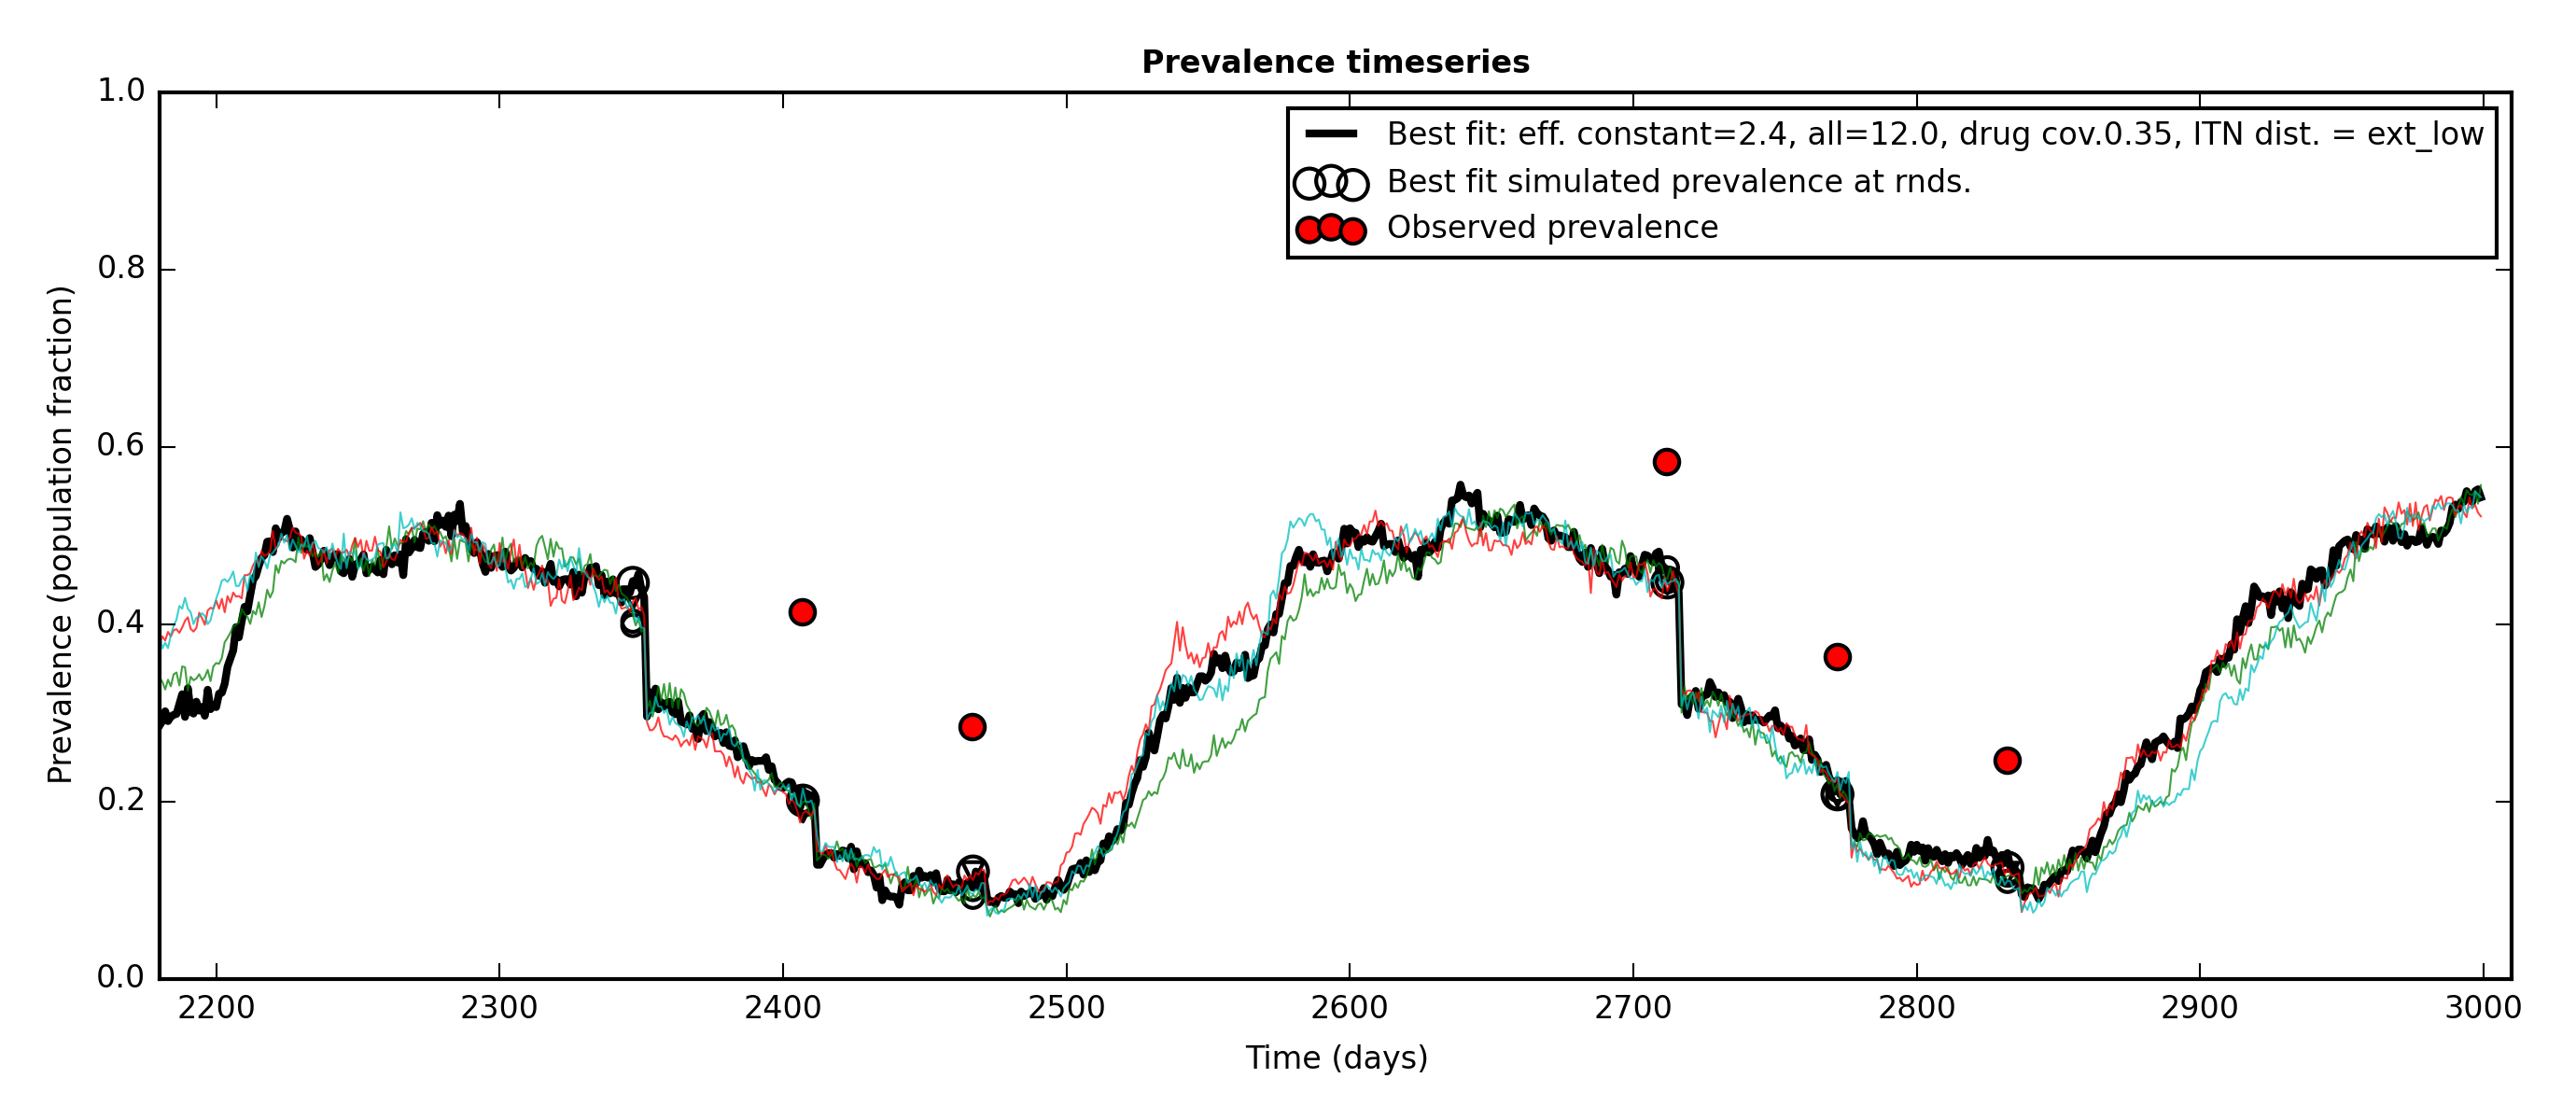 Prevalence timeseries
1.0
0.8
0.6
0.4
0.2
0.0
Prevalence (population fraction)
Best fit: eff. constant=2.4, all=12.0, drug cov.0.35, ITN dist. = ext_low
Best fit simulated prevalence at rnds.
Observed prevalence
2200 2300 2400 2500 2600 2700 2800 2900 3000
Time (days)